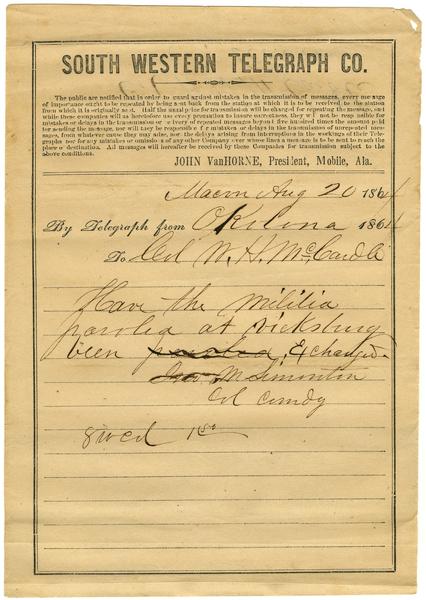 SOUTH WESTERN TELEGRAPH CO.
The public are notified that in order to guard against mistakes in the transmission of messages, every message
of importance ought to be repeated by being sent back from the station at which it is to be received to the station
from which it is originally sent. Half the usual price for transmission will be charged for repeating the message, and
while these companies will as heretofore use every precaution to insure correctness, they will not be responsible for
mistakes or delays in the transmission or delivery of repeated messages beyond five hundred times the amount paid
for sending the message, nor will they be responsible for mistakes or delays in the transmission of unrepeated mes-
sages, from whatever cause they may arise, nor for delays arising from interruptions in the workings of their Tele-
graphs nor for any mistakes or omissions of any other Company over whose lines a message is to be sent to reach the
place of destination. All messages will hereafter be received by these Companies for transmission subject to the
above conditions.
JOHN VanHORNE, President, Mobile, Ala.
Macon Aug 20 1864
By Telegraph from Okolona 1864
To Col W. H. McCardle
Have the militia
paroled at Vicksburg
been paroled, Exchanged
Jno M Simonton
Col Comdg
8